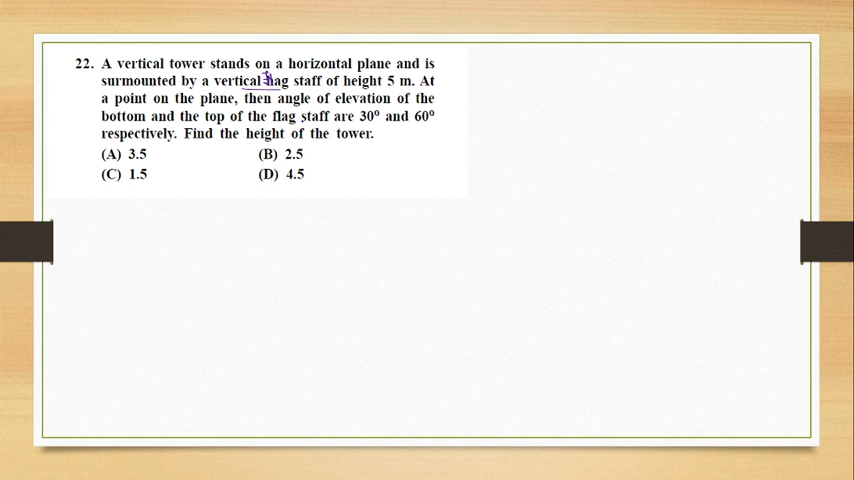 22. A vertical tower stands on a horizontal plane and is
surmounted by a vertical flag staff of height 5 m. At
a point on the plane, then angle of elevation of the
bottom and the top of the flag staff are 30° and 60°
respectively. Find the height of the tower.
(A) 3.5 (B) 2.5
(C) 1.5 (D) 4.5